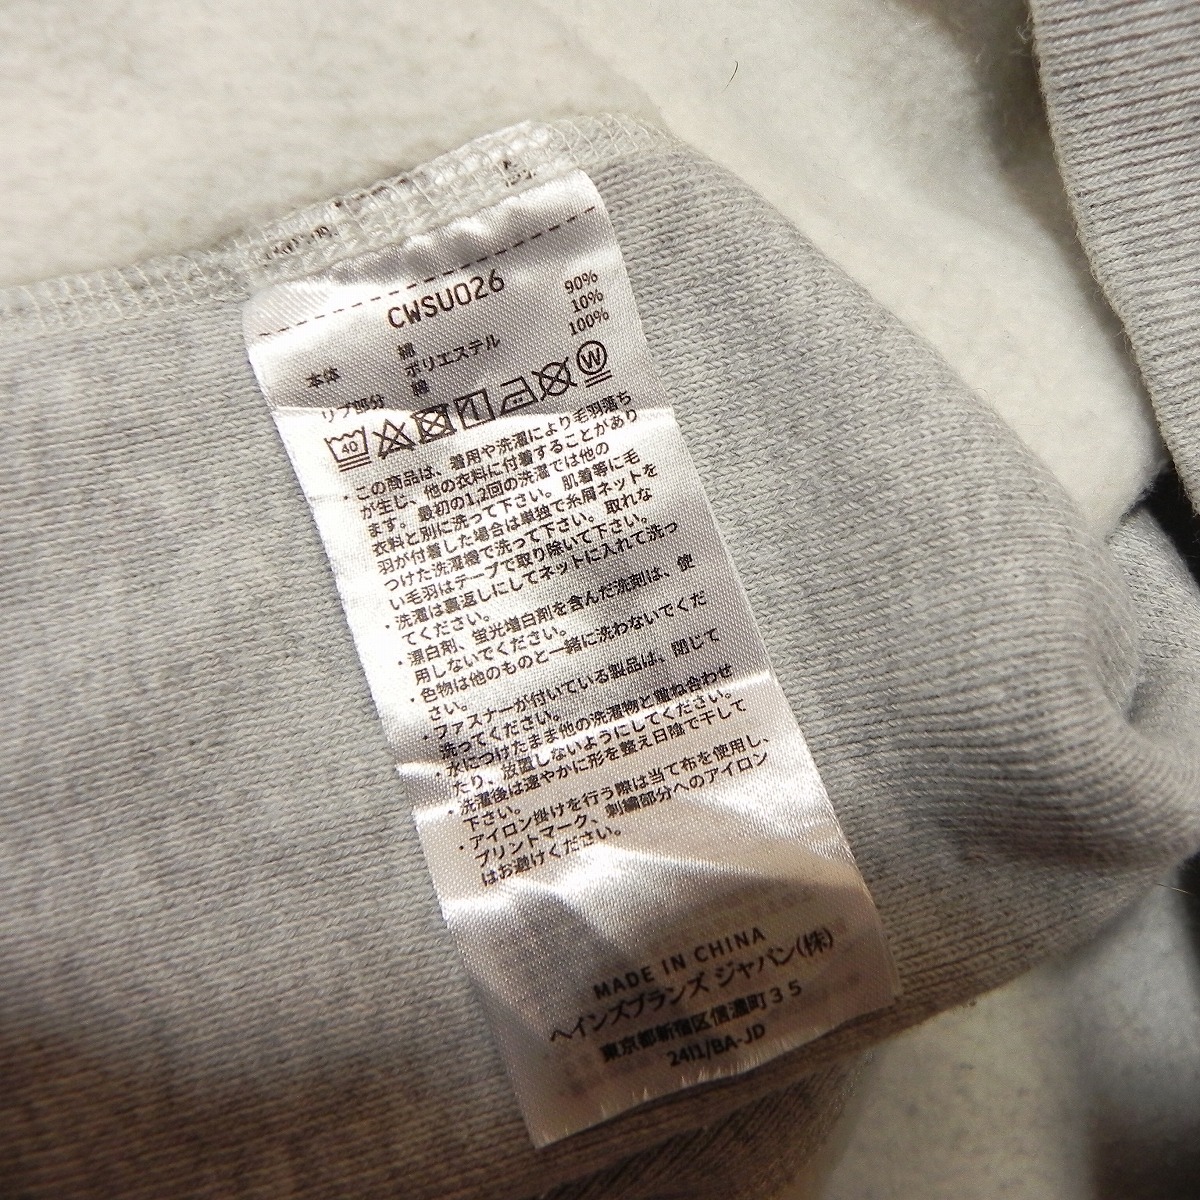 CWSU026
本体 綿 90%
ポリエステル 10%
リブ部分 綿 100%
40 W
・この商品は、着用や洗濯により毛羽落ち
が生じ、他の衣料に付着することがあり
ます。最初の1,2回の洗濯では他の
衣料と別に洗って下さい。肌着等に毛
羽が付着した場合は単独で糸屑ネットを
つけた洗濯機で洗って下さい。取れな
い毛羽はテープで取り除いて下さい。
・洗濯は裏返しにしてネットに入れて洗っ
てください。
・漂白剤、蛍光増白剤を含んだ洗剤は、使
用しないでください。
・色物は他のものと一緒に洗わないでくだ
さい。
・ファスナーが付いている製品は、閉じて
洗ってください。
・水につけたまま他の洗濯物と重ね合わせ
たり、放置しないようにしてください。
・洗濯後は速やかに形を整え日陰で干して
下さい。
・アイロン掛けを行う際は当て布を使用し、
プリントマーク、刺繍部分へのアイロン
はお避けください。
MADE IN CHINA
ヘインズブランズ ジャパン(株)
東京都新宿区信濃町35
24I1/BA-JD